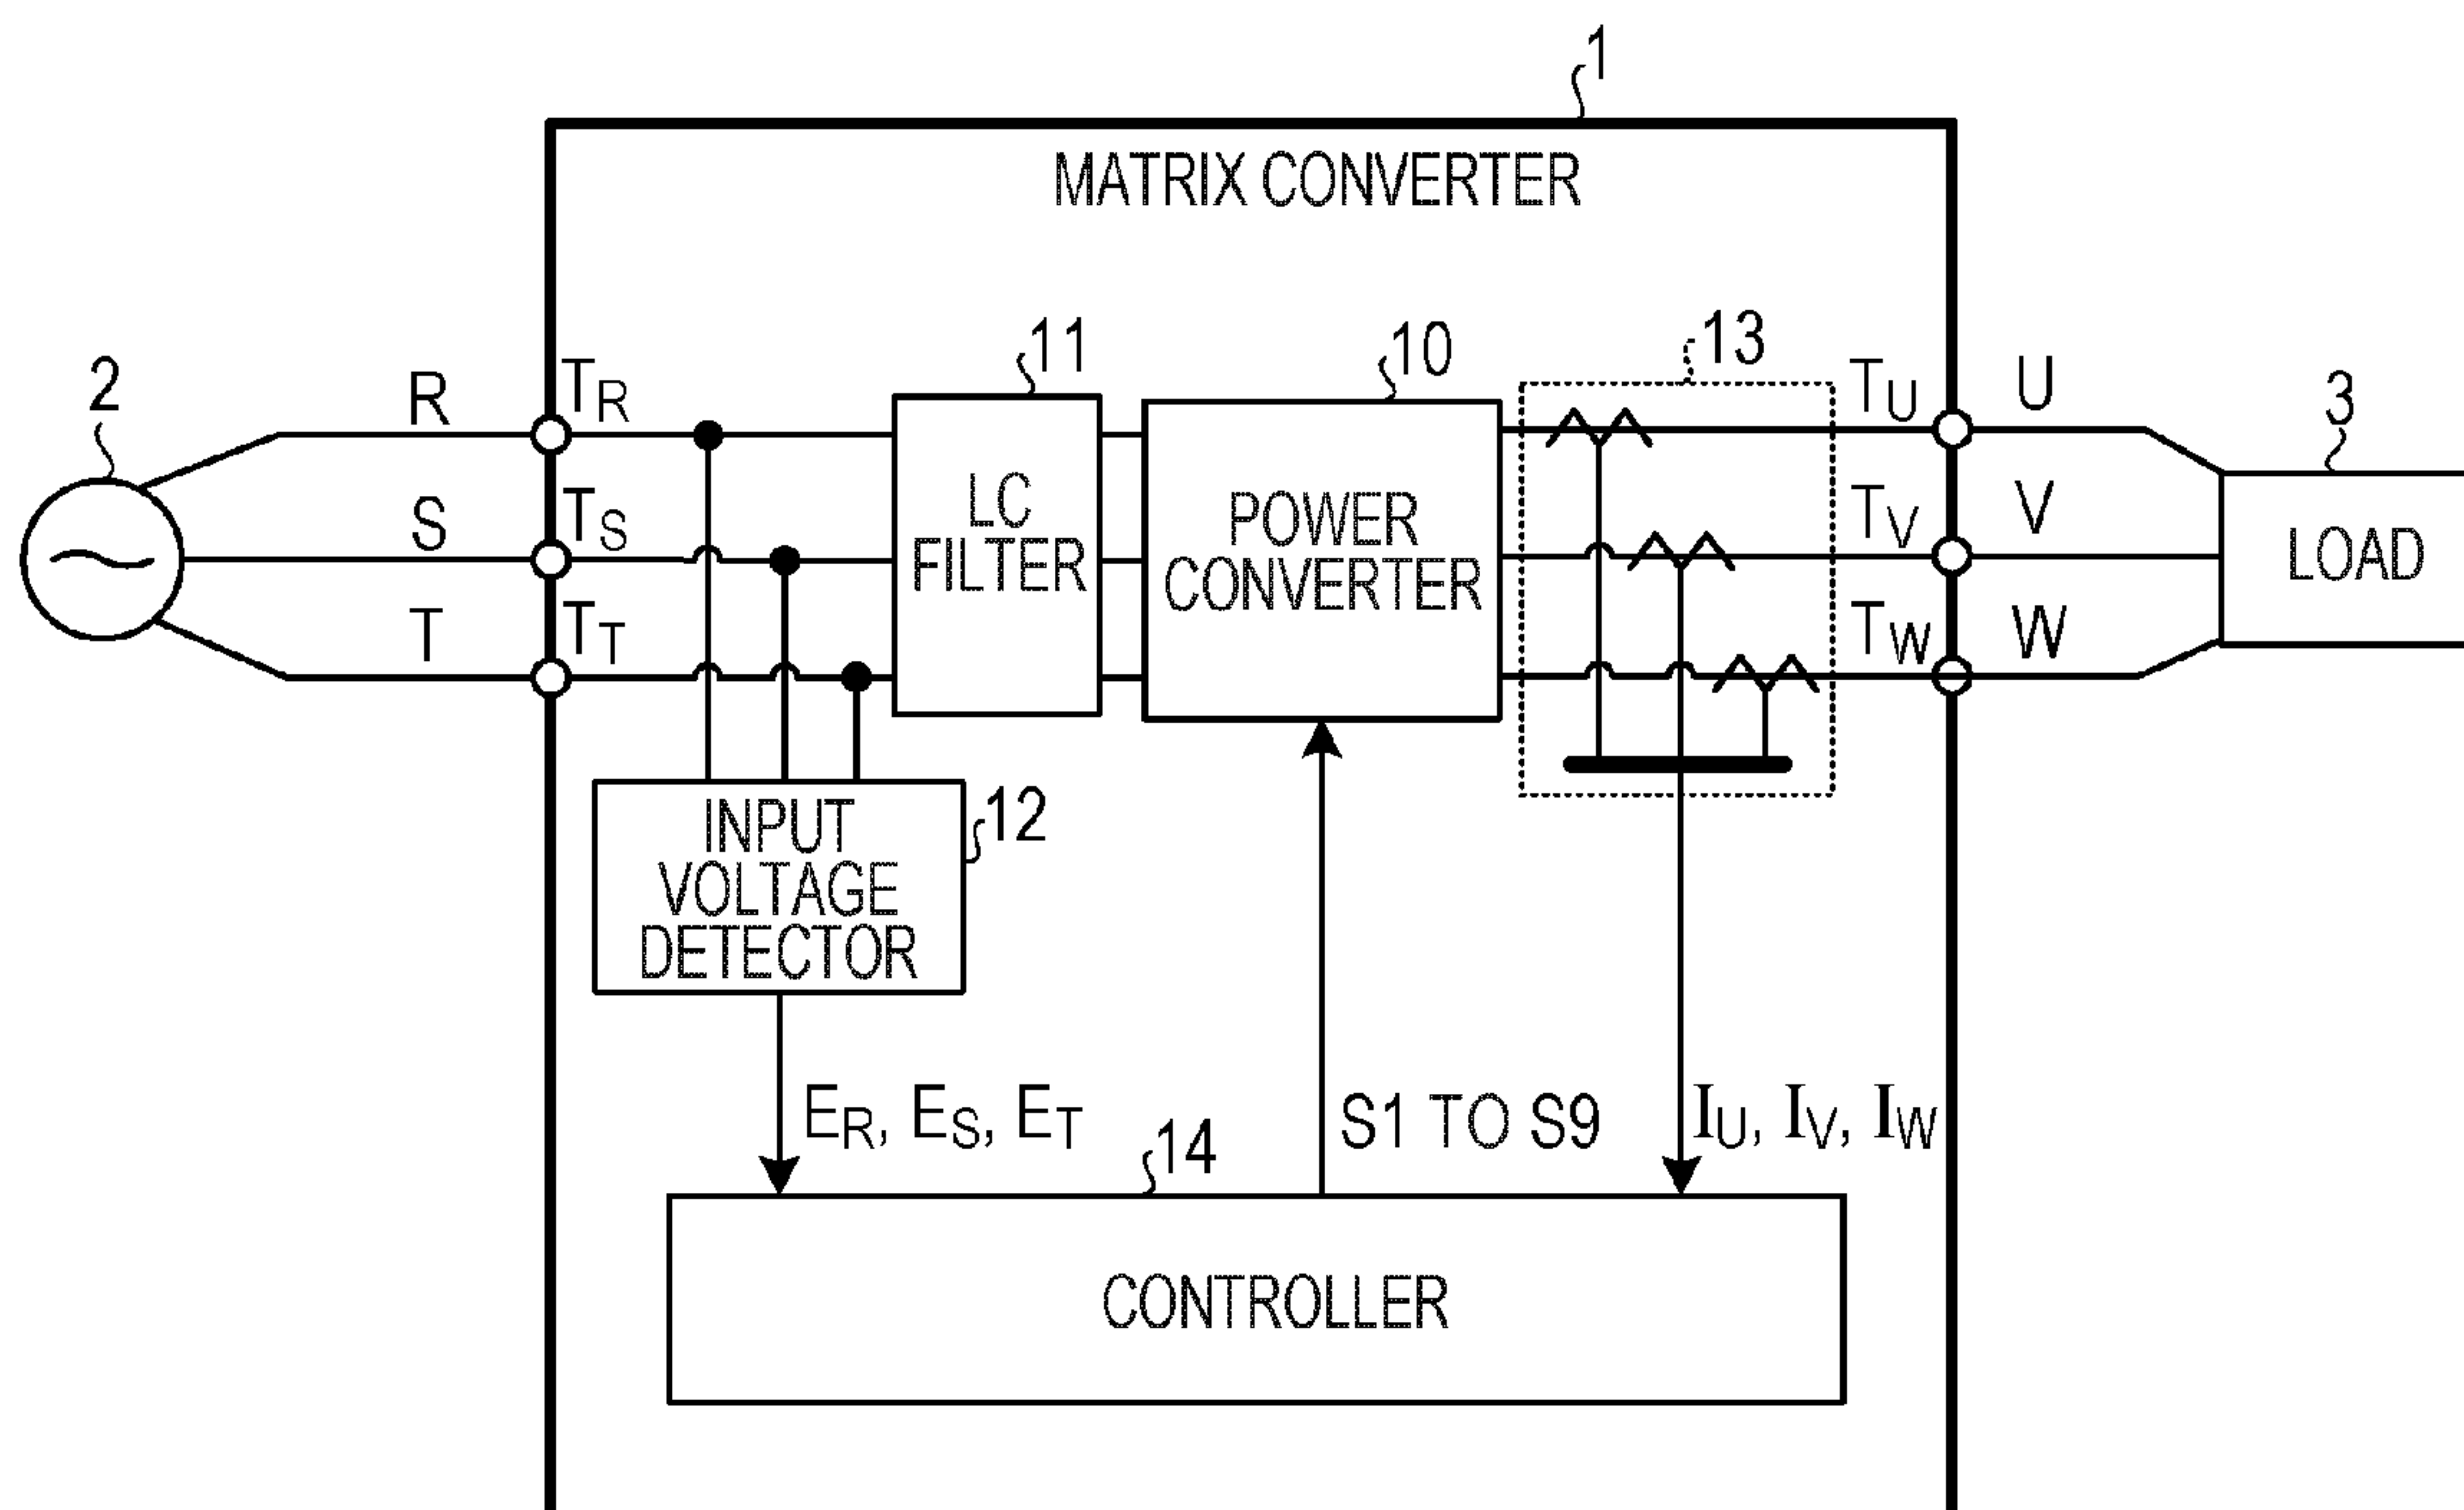 1
MATRIX CONVERTER
2
R
TR
S
TS
T
TT
11
LC
FILTER
10
POWER
CONVERTER
13
TU
U
TV
V
TW
W
3
LOAD
INPUT
VOLTAGE
DETECTOR
12
ER, ES, ET
S1 TO S9
IU, IV, IW
14
CONTROLLER